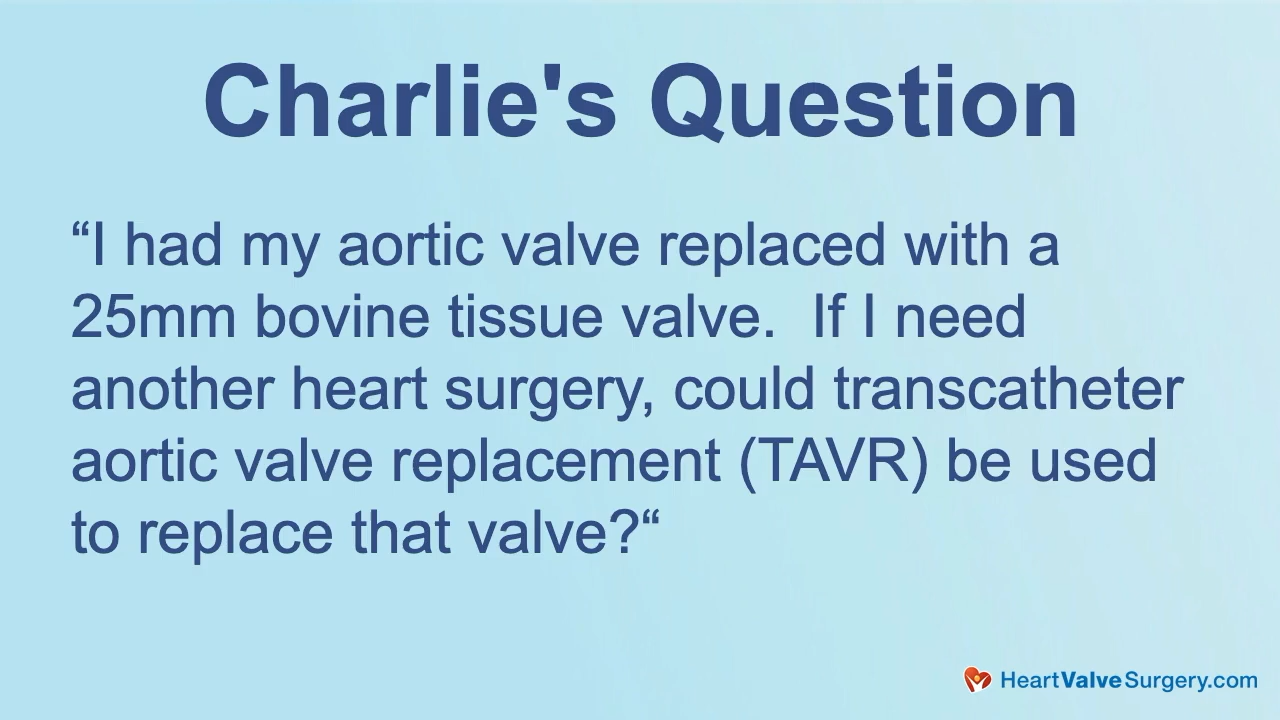 Charlie's Question
“I had my aortic valve replaced with a
25mm bovine tissue valve.  If I need
another heart surgery, could transcatheter
aortic valve replacement (TAVR) be used
to replace that valve?“
HeartValveSurgery.com